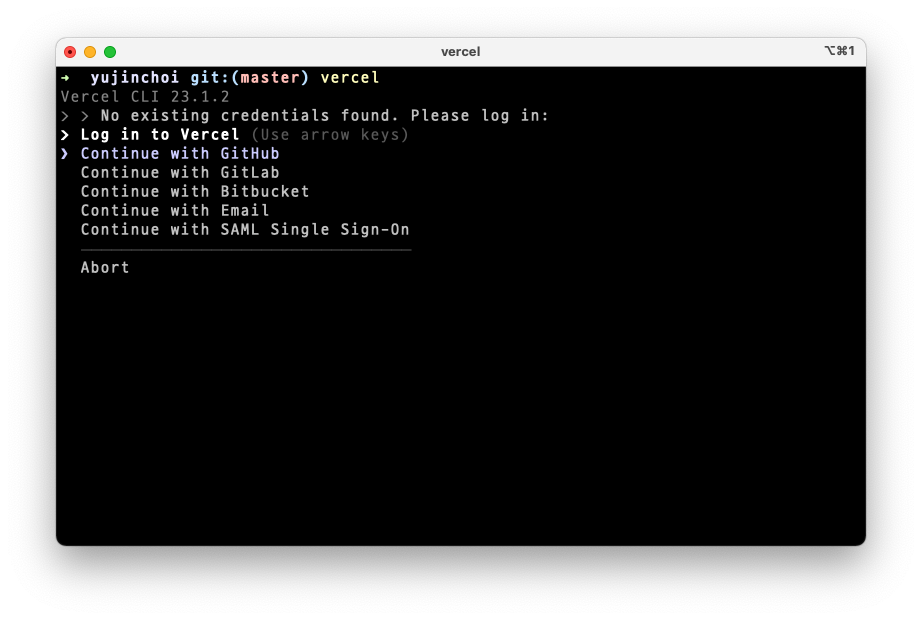 vercel
⌥⌘1
➜ yujinchoi git:(master) vercel
Vercel CLI 23.1.2
> > No existing credentials found. Please log in:
> Log in to Vercel (Use arrow keys)
❯ Continue with GitHub
Continue with GitLab
Continue with Bitbucket
Continue with Email
Continue with SAML Single Sign-On
─────────────────────────────────
Abort